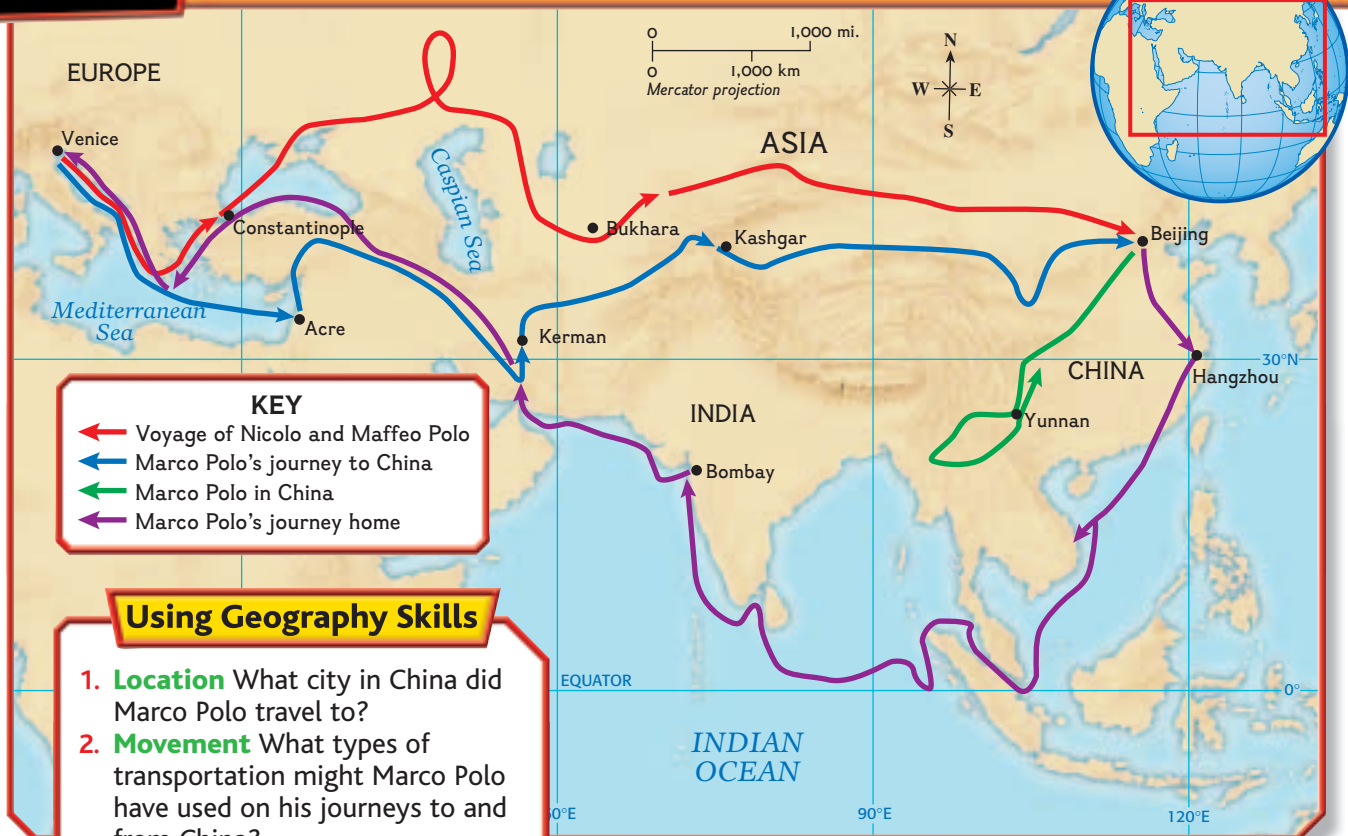 EUROPE
Venice
Constantinople
Caspian Sea
0 1,000 mi.
0 1,000 km
Mercator projection
N
W E
S
ASIA
Bukhara
Kashgar
Beijing
Mediterranean
Sea
Acre
Kerman
30°N
CHINA
Hangzhou
INDIA
Yunnan
Bombay
KEY
Voyage of Nicolo and Maffeo Polo
Marco Polo's journey to China
Marco Polo in China
Marco Polo's journey home
EQUATOR
0°
INDIAN
OCEAN
0°E
90°E
120°E
Using Geography Skills
1. Location What city in China did
Marco Polo travel to?
2. Movement What types of
transportation might Marco Polo
have used on his journeys to and
from China?